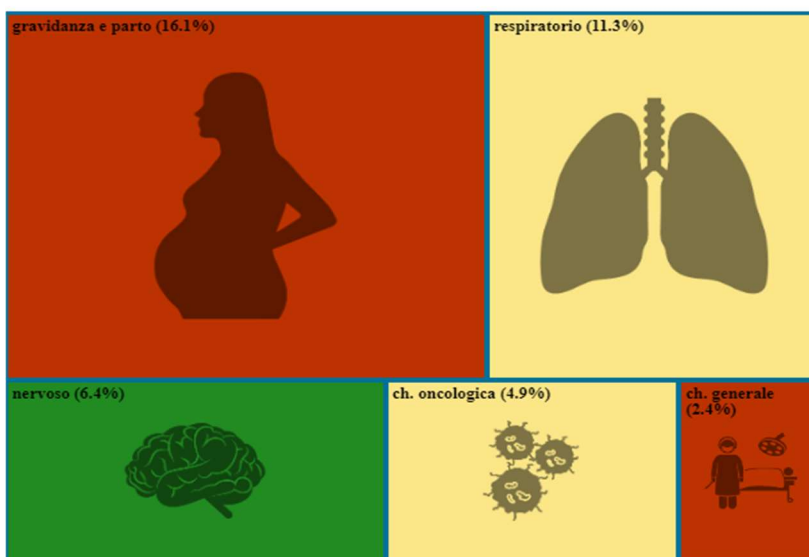 gravidanza e parto (16.1%)
respiratorio (11.3%)
nervoso (6.4%)
ch. oncologica (4.9%)
ch. generale
(2.4%)